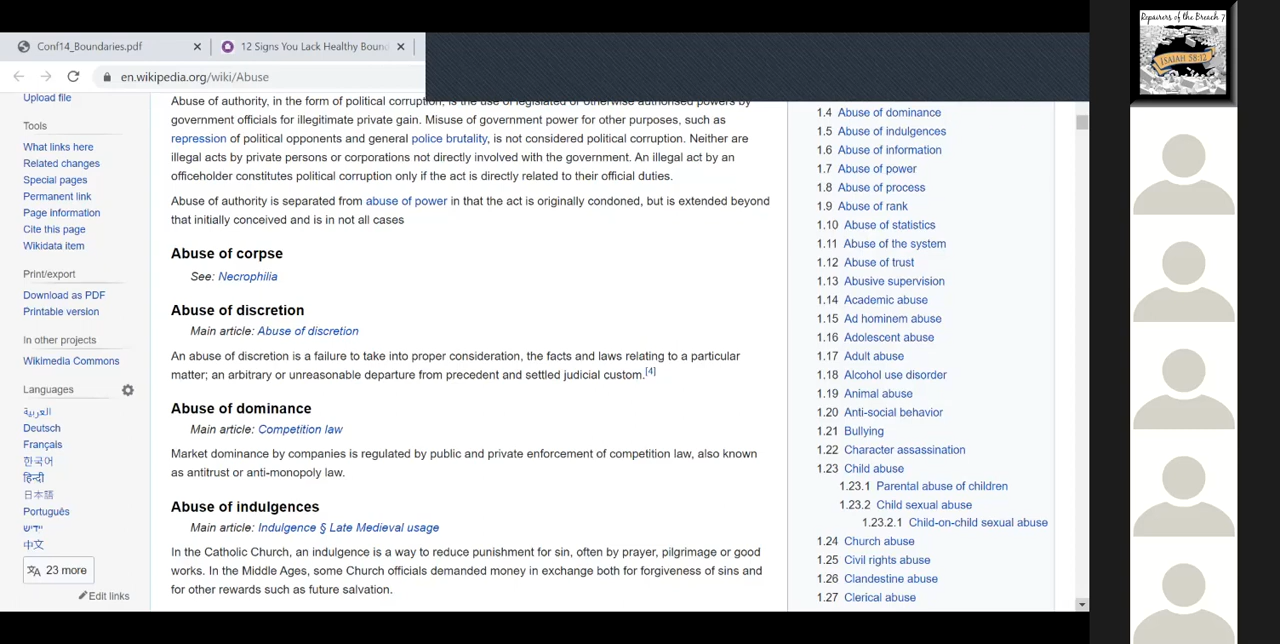 Conf14_Boundaries.pdf
12 Signs You Lack Healthy Boun
en.wikipedia.org/wiki/Abuse
Upload file
Tools
What links here
Related changes
Special pages
Permanent link
Page information
Cite this page
Wikidata item
Print/export
Download as PDF
Printable version
In other projects
Wikimedia Commons
Languages
العربية
Deutsch
Français
한국어
हिन्दी
日本語
Português
ייִדיש
中文
23 more
Edit links
Abuse of authority, in the form of political corruption, is the use of legislated or otherwise authorised powers by
government officials for illegitimate private gain. Misuse of government power for other purposes, such as
repression of political opponents and general police brutality, is not considered political corruption. Neither are
illegal acts by private persons or corporations not directly involved with the government. An illegal act by an
officeholder constitutes political corruption only if the act is directly related to their official duties.
Abuse of authority is separated from abuse of power in that the act is originally condoned, but is extended beyond
that initially conceived and is in not all cases
Abuse of corpse
See: Necrophilia
Abuse of discretion
Main article: Abuse of discretion
An abuse of discretion is a failure to take into proper consideration, the facts and laws relating to a particular
matter; an arbitrary or unreasonable departure from precedent and settled judicial custom.[4]
Abuse of dominance
Main article: Competition law
Market dominance by companies is regulated by public and private enforcement of competition law, also known
as antitrust or anti-monopoly law.
Abuse of indulgences
Main article: Indulgence § Late Medieval usage
In the Catholic Church, an indulgence is a way to reduce punishment for sin, often by prayer, pilgrimage or good
works. In the Middle Ages, some Church officials demanded money in exchange both for forgiveness of sins and
for other rewards such as future salvation.
1.4 Abuse of dominance
1.5 Abuse of indulgences
1.6 Abuse of information
1.7 Abuse of power
1.8 Abuse of process
1.9 Abuse of rank
1.10 Abuse of statistics
1.11 Abuse of the system
1.12 Abuse of trust
1.13 Abusive supervision
1.14 Academic abuse
1.15 Ad hominem abuse
1.16 Adolescent abuse
1.17 Adult abuse
1.18 Alcohol use disorder
1.19 Animal abuse
1.20 Anti-social behavior
1.21 Bullying
1.22 Character assassination
1.23 Child abuse
1.23.1 Parental abuse of children
1.23.2 Child sexual abuse
1.23.2.1 Child-on-child sexual abuse
1.24 Church abuse
1.25 Civil rights abuse
1.26 Clandestine abuse
1.27 Clerical abuse
Repairers of the Breach 7
ISAIAH 58:12